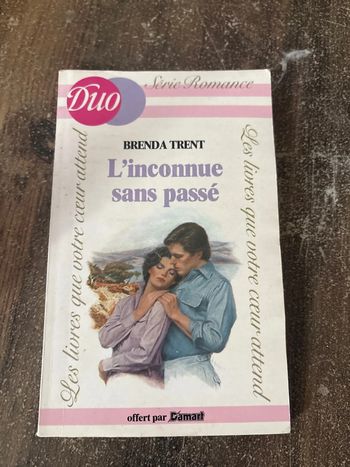 Duo
Série Romance
BRENDA TRENT
L'inconnue
sans passé
Les livres que votre cœur attend
Les livres que votre cœur attend
offert par Damart